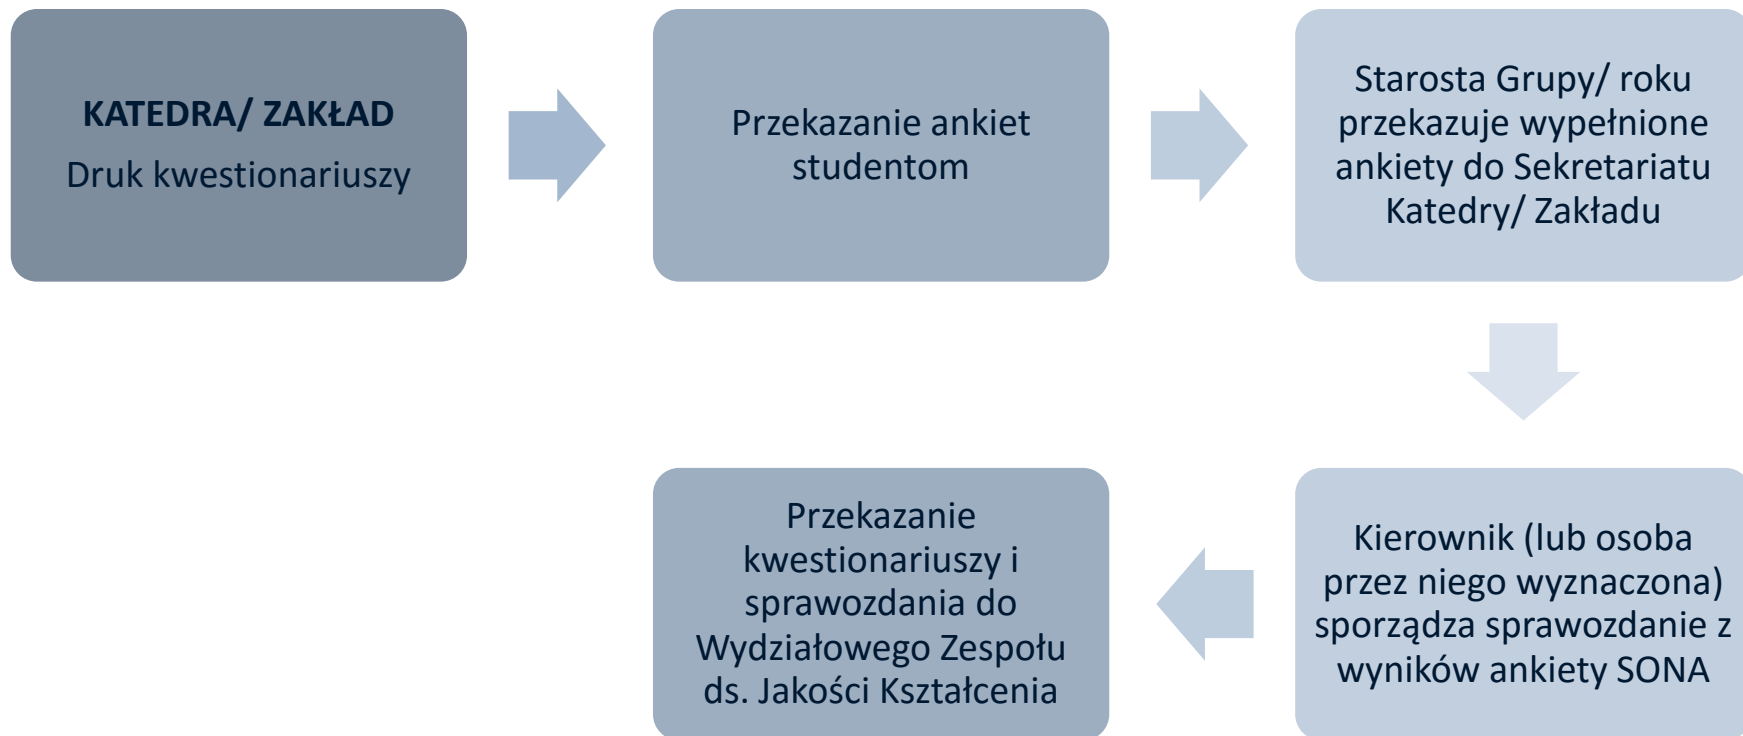 KATEDRA/ ZAKŁAD
Druk kwestionariuszy
Przekazanie ankiet
studentom
Starosta Grupy/ roku
przekazuje wypełnione
ankiety do Sekretariatu
Katedry/ Zakładu
Kierownik (lub osoba
przez niego wyznaczona)
sporządza sprawozdanie z
wyników ankiety SONA
Przekazanie
kwestionariuszy i
sprawozdania do
Wydziałowego Zespołu
ds. Jakości Kształcenia